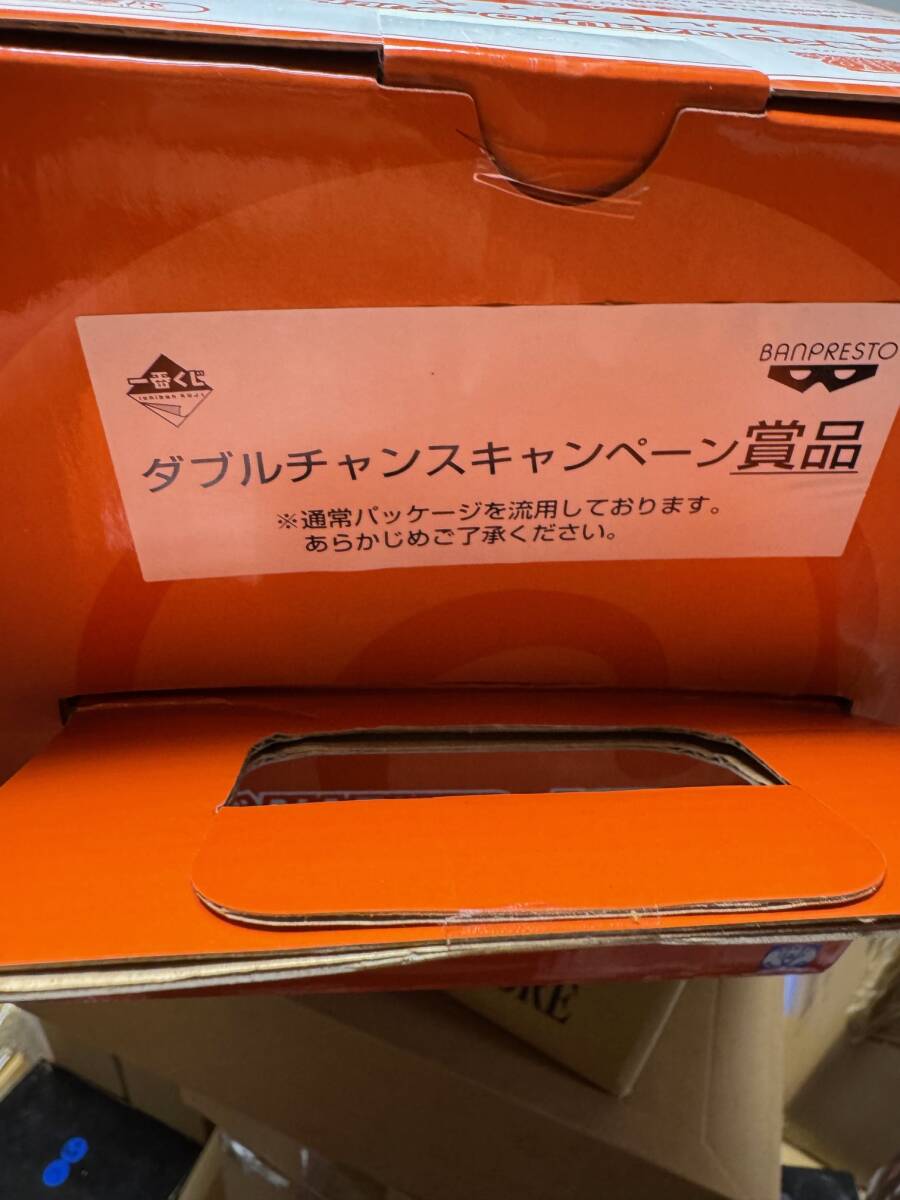 一番くじ
ichiban KUJI
BANPRESTO
ダブルチャンスキャンペーン賞品
※通常パッケージを流用しております。
あらかじめご了承ください。